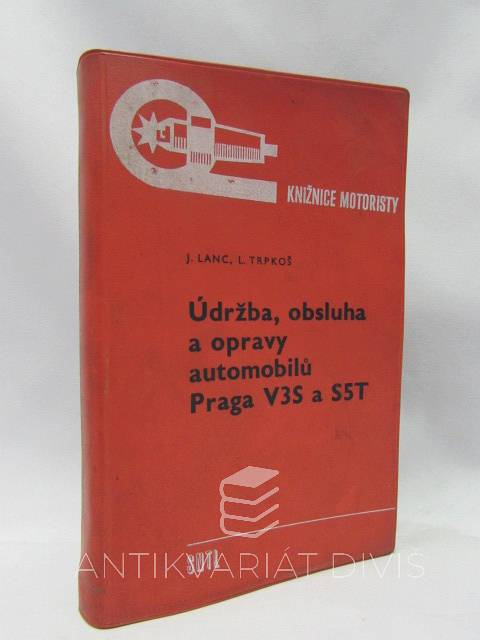 KNIŽNICE MOTORISTY
J. LANC, L. TRPKOŠ
Údržba, obsluha
a opravy
automobilů
Praga V3S a S5T
SNTL
ANTIKVARIÁT DIVIŠ